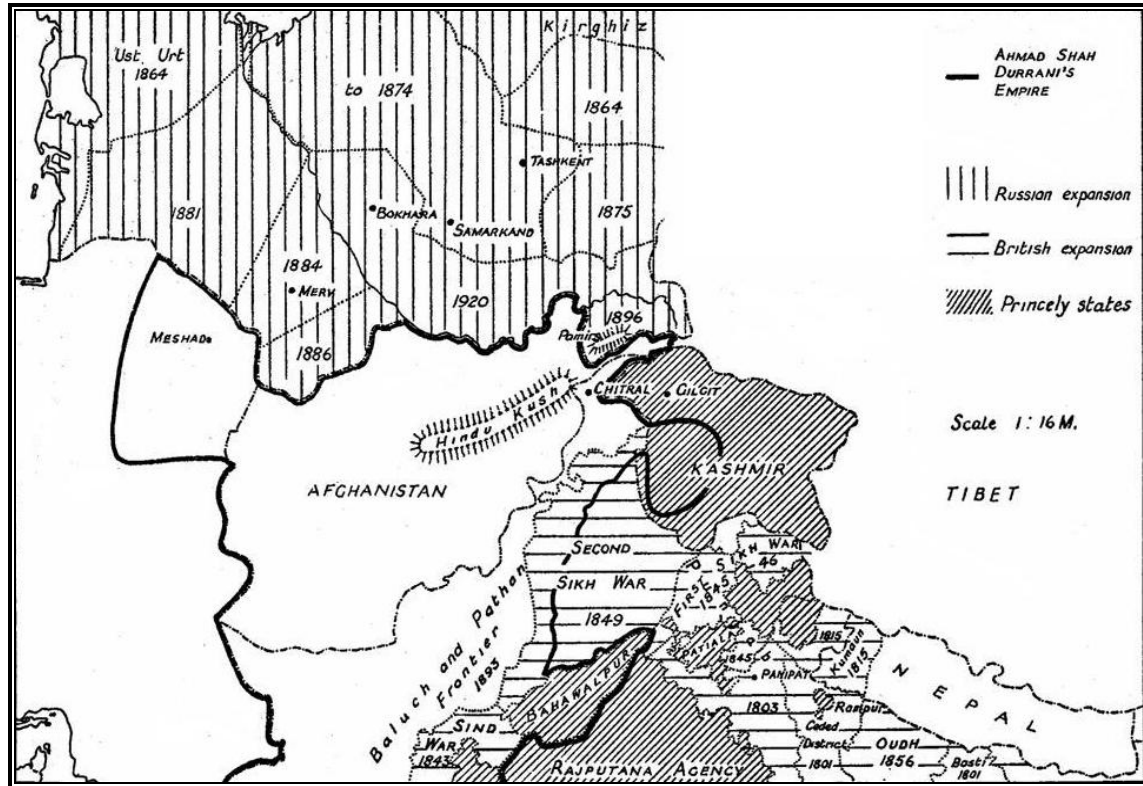 Kirghiz
Ust Urt
1864
to 1874
1864
TASHKENT
1881
BOKHARA
SAMARKAND
1875
1884
MERV
1920
1896
Pamirs
MESHAD
1886
CHITRAL
GILGIT
Hindu Kush
KASHMIR
AFGHANISTAN
SECOND
SIKH WAR
1849
FIRST SIKH WAR
1845
46
Baluch and Pathan
Frontier
1893
PATIALA
1845
6
1815
Kumaun
1815
NEPAL
PANIPAT
BAHAWALPUR
1803
Rampur
SIND
WAR
1843
Ceded
District
1801
OUDH
1856
Basti
1801
RAJPUTANA AGENCY
AHMAD SHAH
DURRANI'S
EMPIRE
Russian expansion
British expansion
Princely states
Scale 1:16M.
TIBET